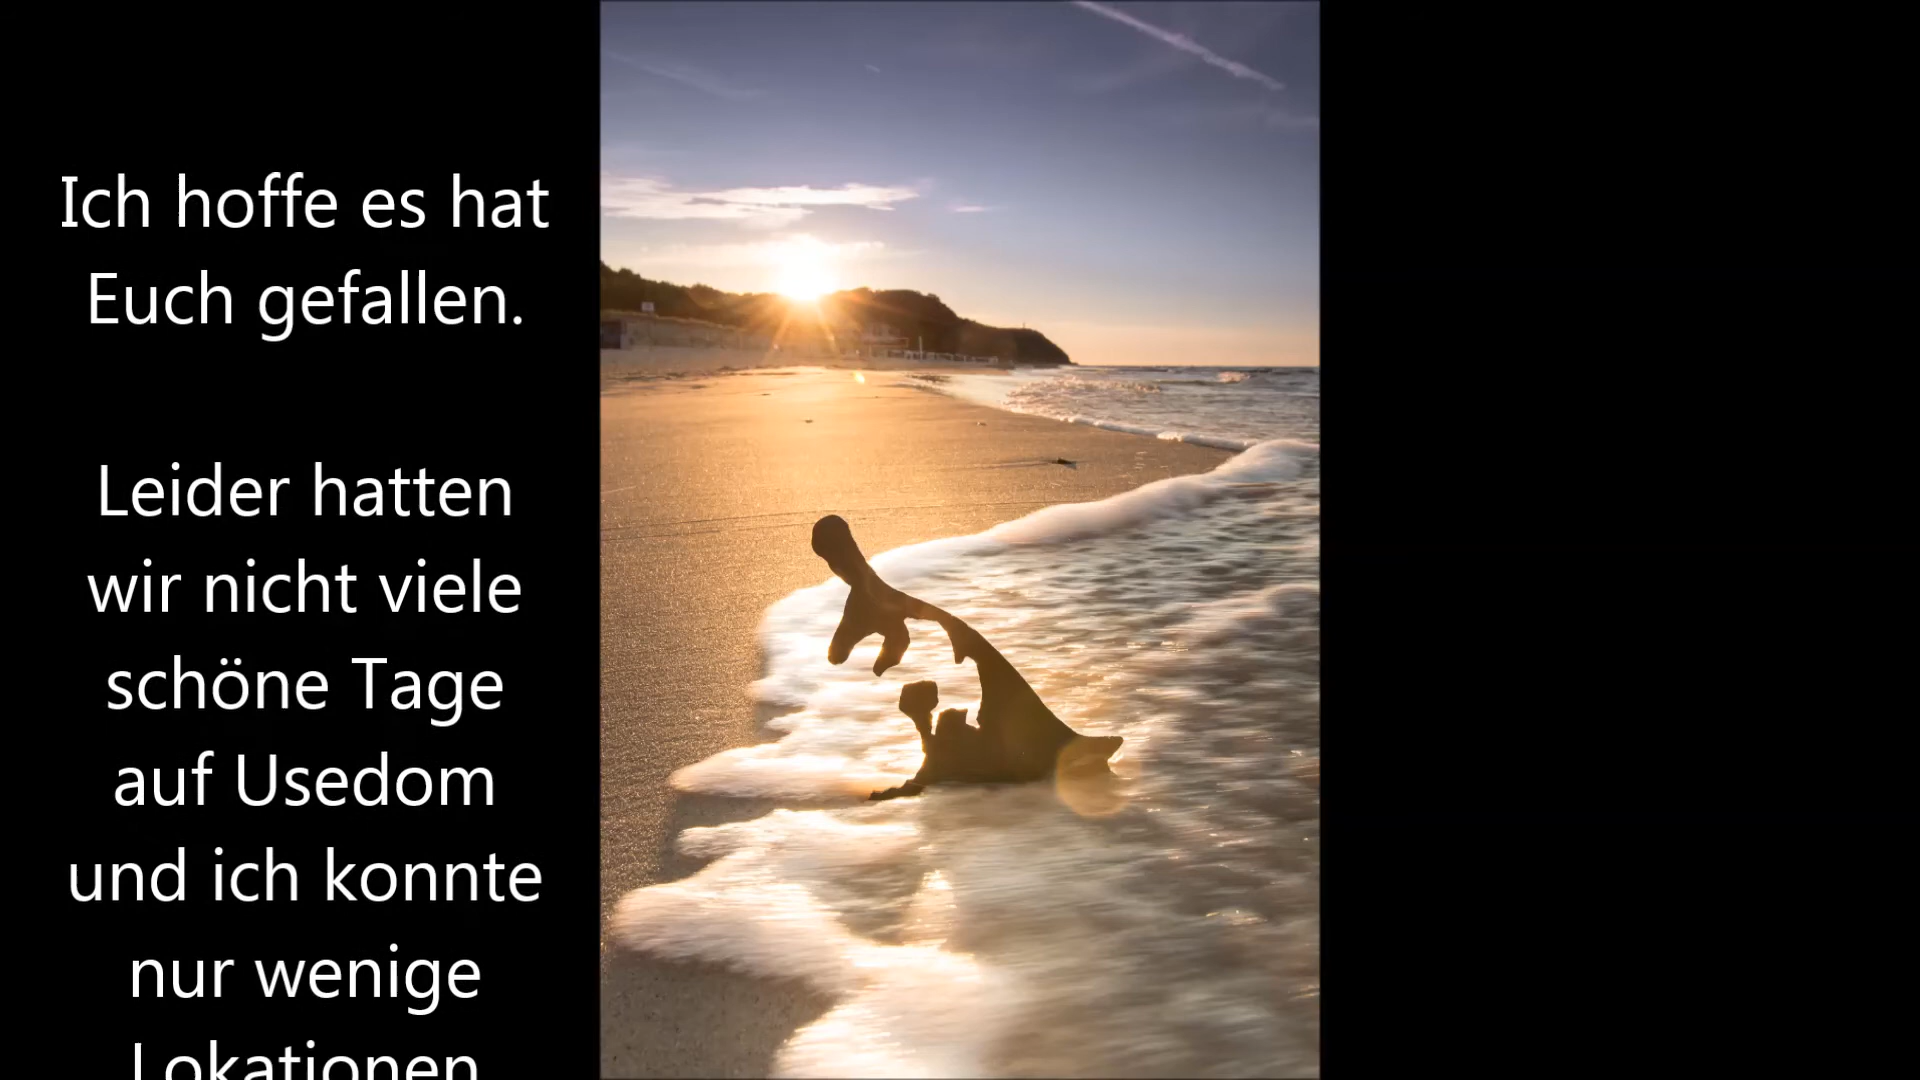 Ich hoffe es hat
Euch gefallen.
Leider hatten
wir nicht viele
schöne Tage
auf Usedom
und ich konnte
nur wenige
Lokationen